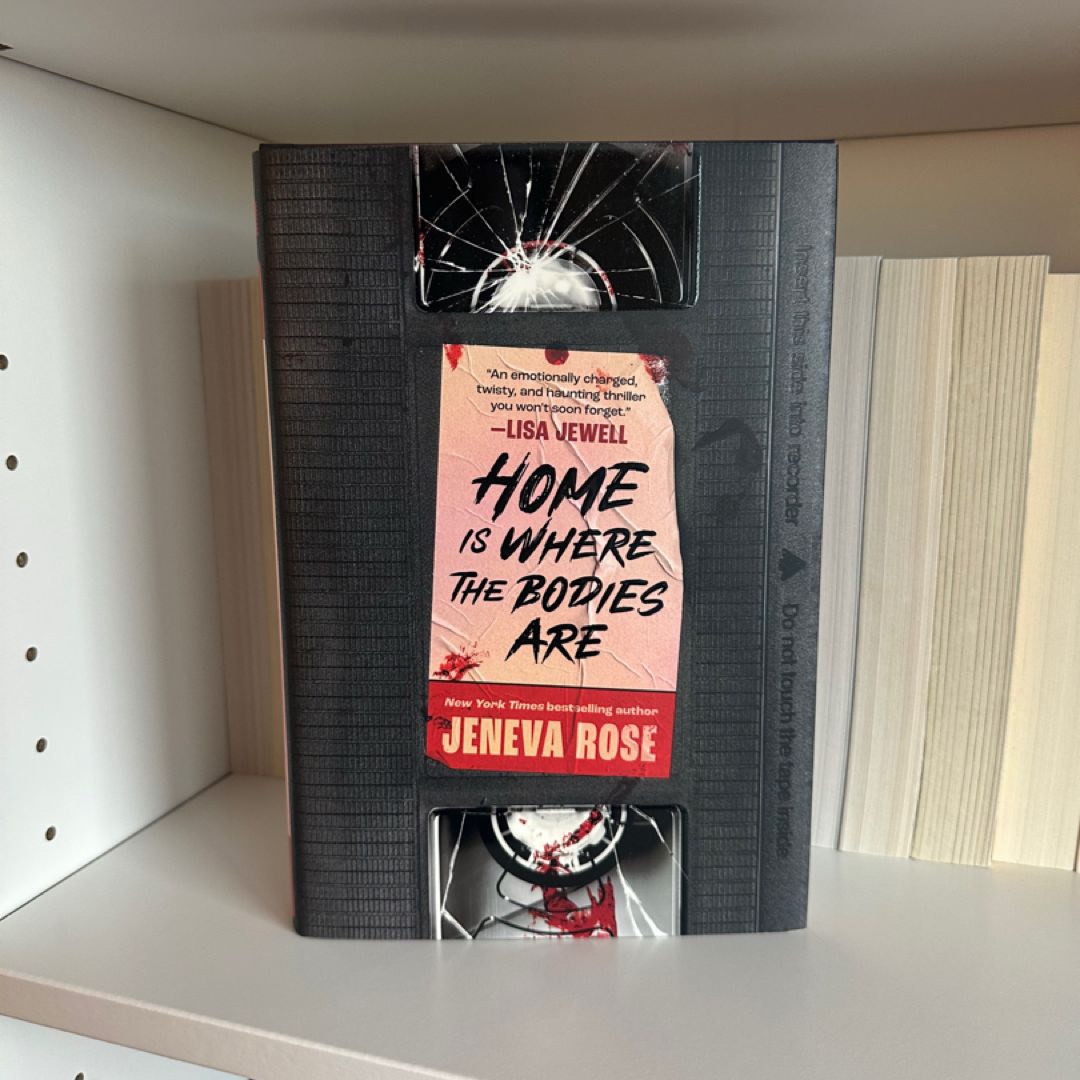 "An emotionally charged,
twisty, and haunting thriller
you won't soon forget."
—LISA JEWELL
HOME
IS WHERE
THE BODIES
ARE
New York Times bestselling author
JENEVA ROSE
Insert this side into recorder
Do not touch the tape inside